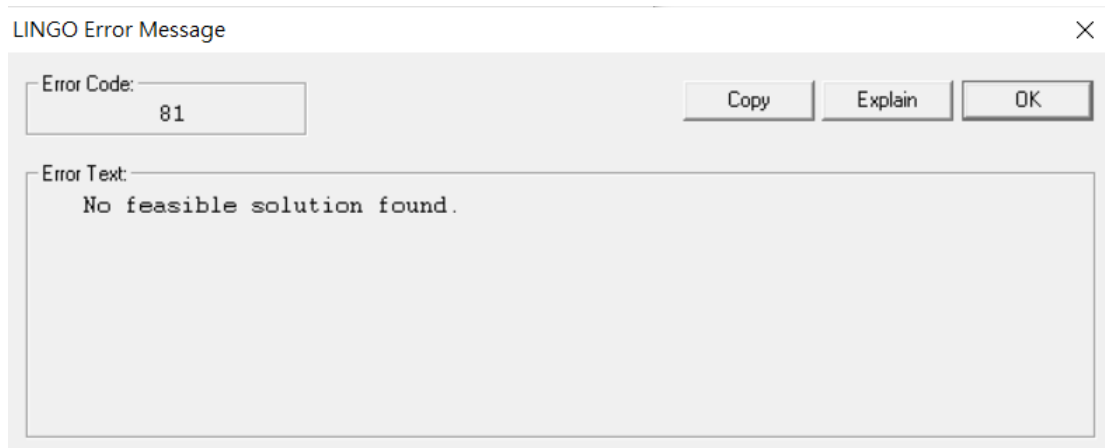 LINGO Error Message
Error Code:
81
Copy Explain OK
Error Text:
No feasible solution found.